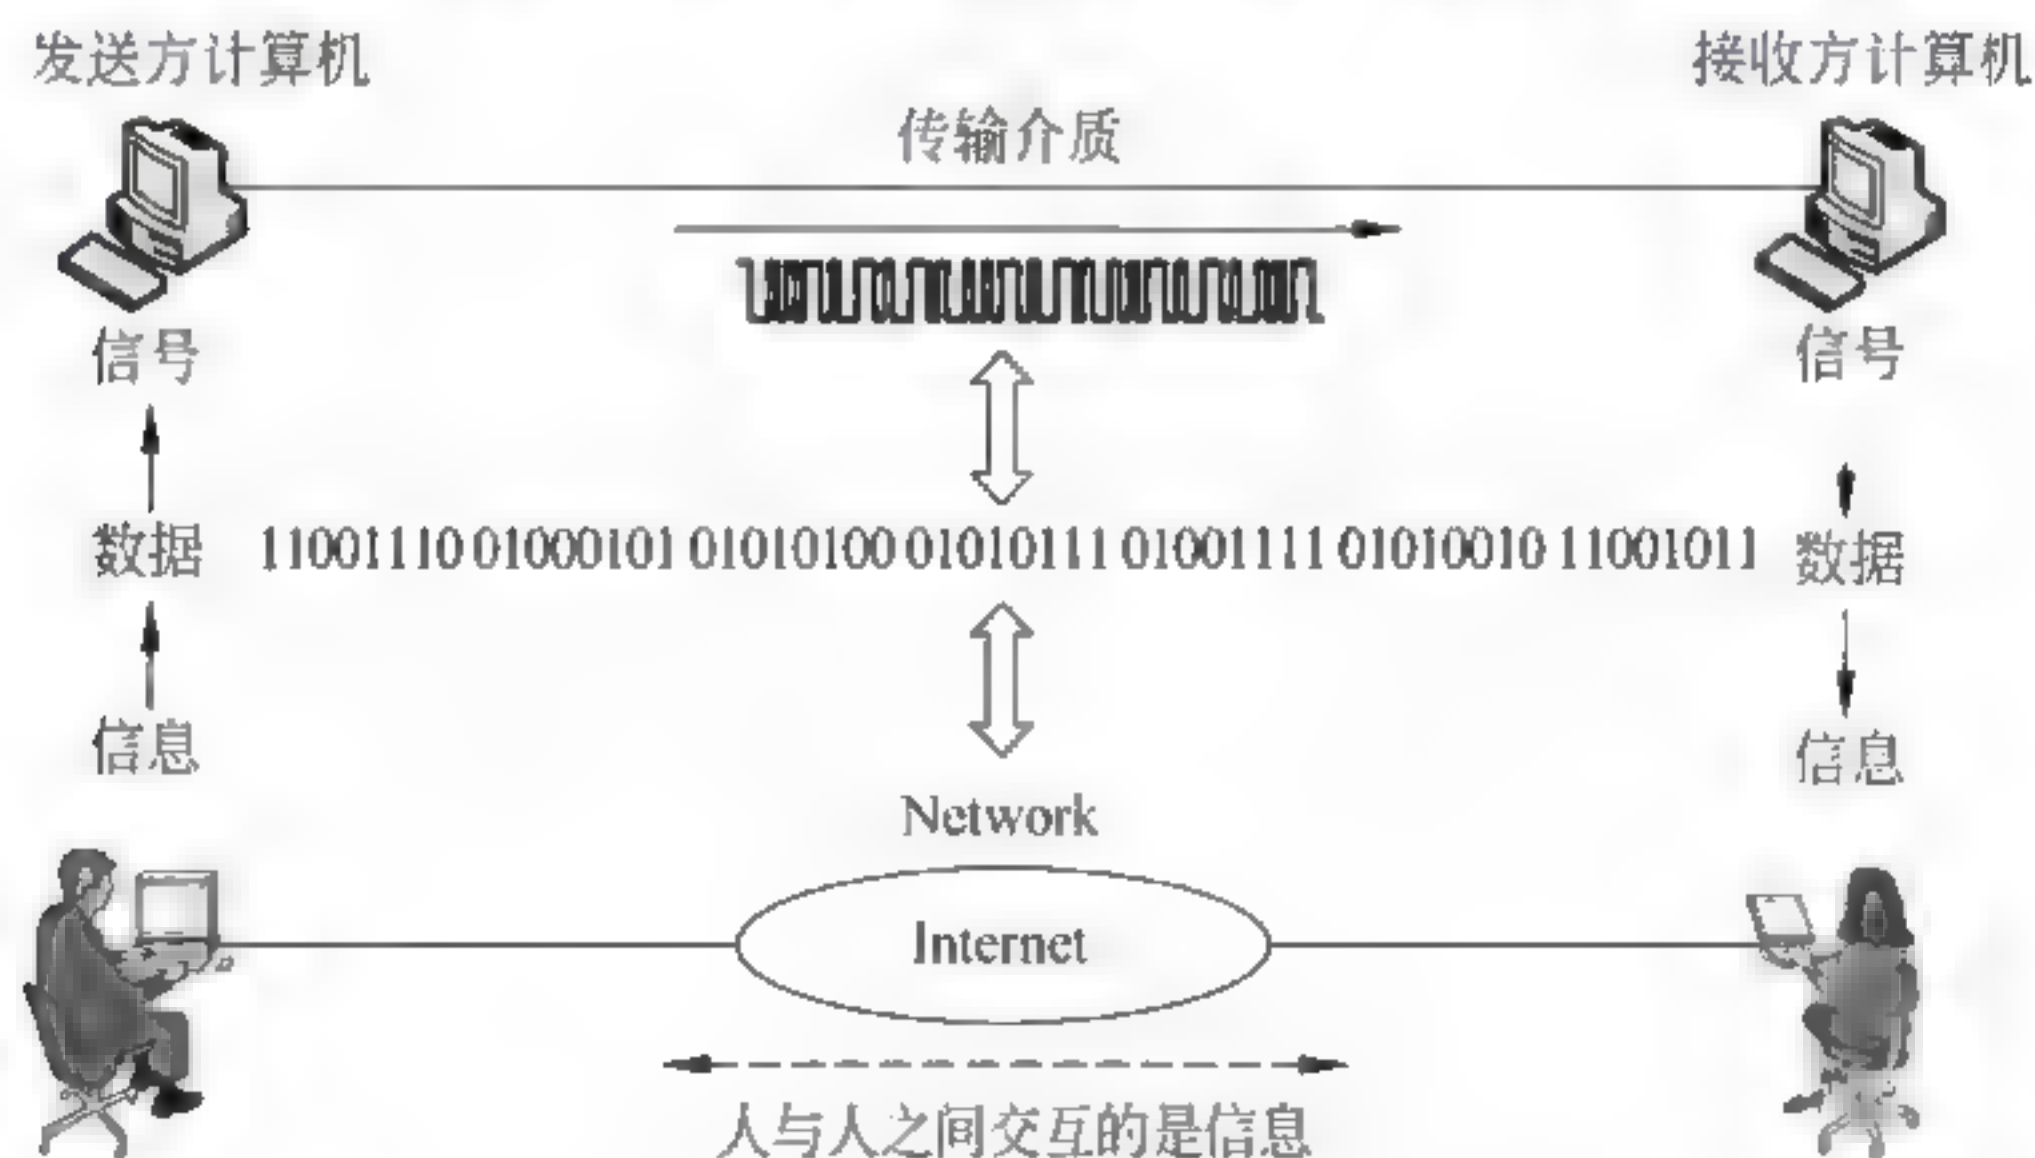 发送方计算机 接收方计算机
传输介质
信号 信号
数据 11001110 01000101 01010100 01010111 01001111 01010010 11001011 数据
信息 信息
Network
Internet
人与人之间交互的是信息